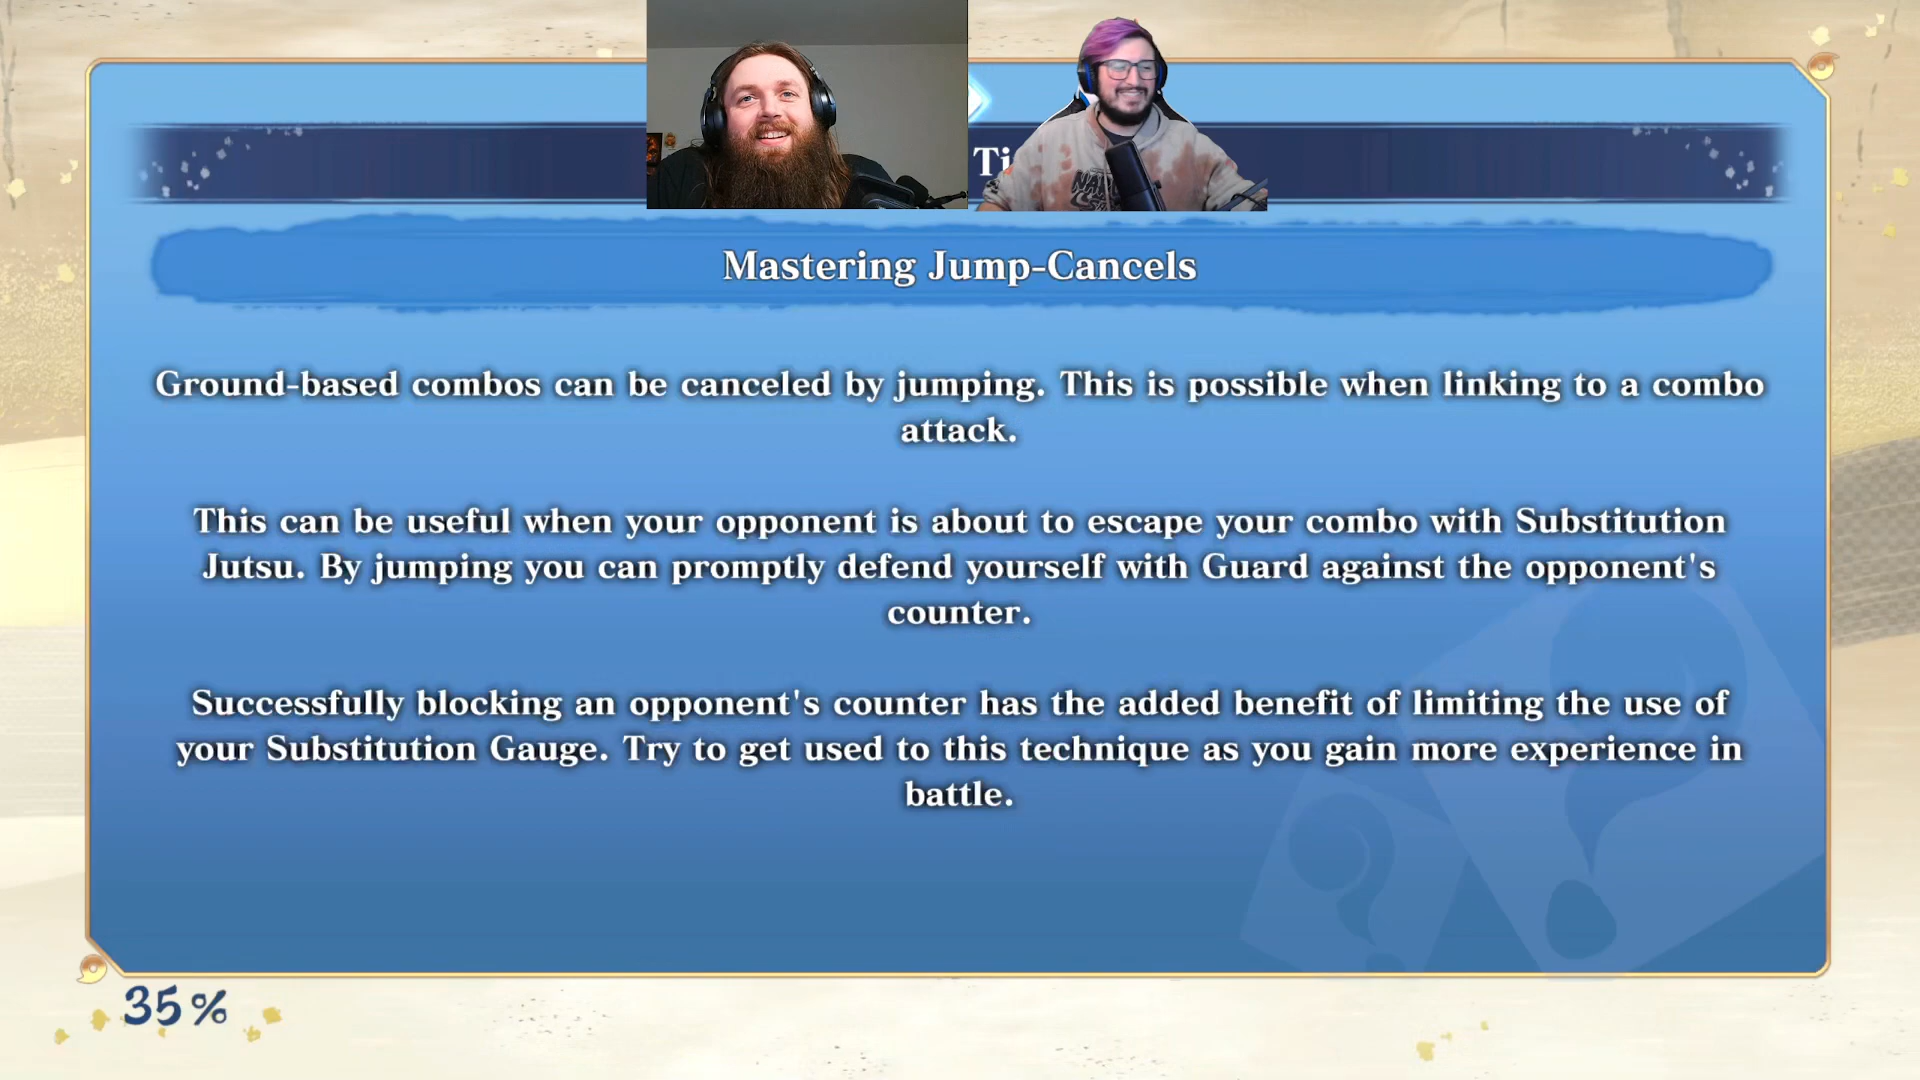 Mastering Jump-Cancels
Ground-based combos can be canceled by jumping. This is possible when linking to a combo
attack.
This can be useful when your opponent is about to escape your combo with Substitution
Jutsu. By jumping you can promptly defend yourself with Guard against the opponent's
counter.
Successfully blocking an opponent's counter has the added benefit of limiting the use of
your Substitution Gauge. Try to get used to this technique as you gain more experience in
battle.
35%